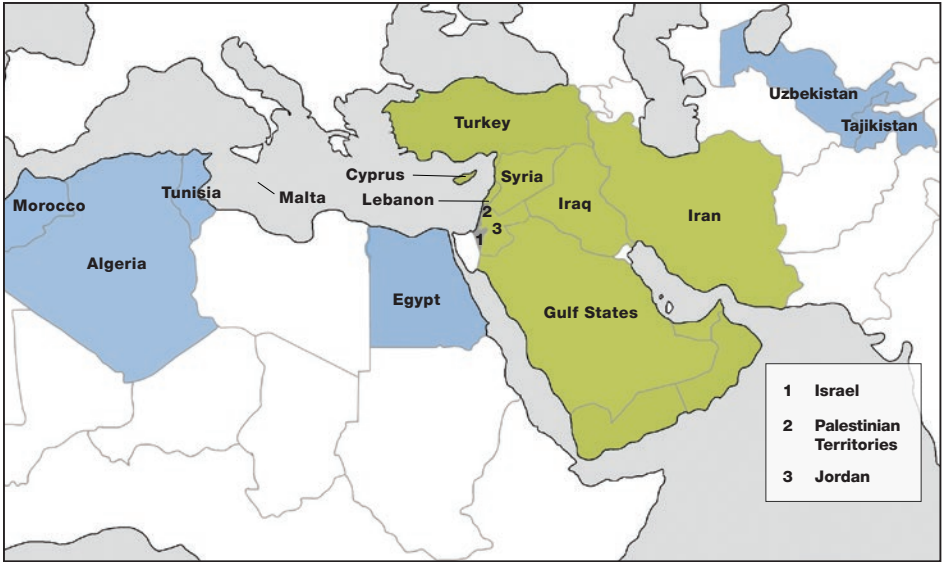 Uzbekistan
Turkey
Tajikistan
Cyprus
Syria
Tunisia
Malta
Lebanon
Morocco
2
Iraq
Iran
3
1
Algeria
Egypt
Gulf States
1 Israel
2 Palestinian
Territories
3 Jordan